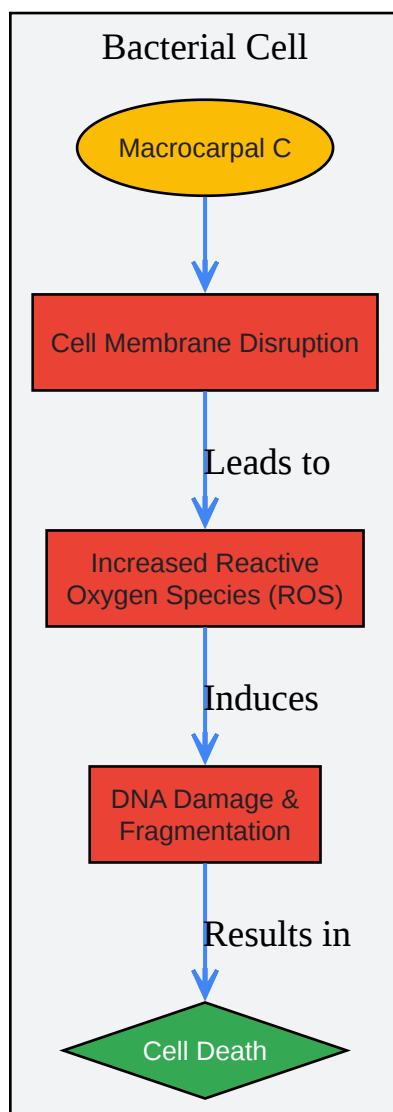 Bacterial Cell
Macrocarpal C
Cell Membrane Disruption
Leads to
Increased Reactive
Oxygen Species (ROS)
Induces
DNA Damage &
Fragmentation
Results in
Cell Death